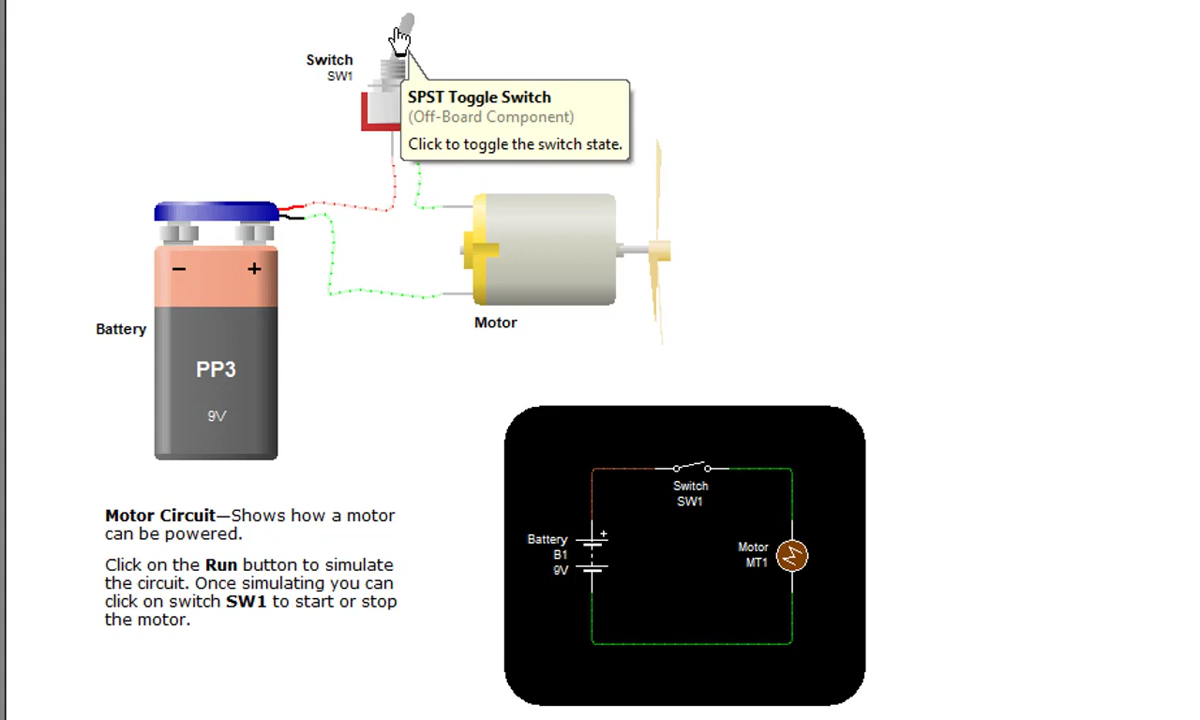 Switch
SW1
SPST Toggle Switch
(Off-Board Component)
Click to toggle the switch state.
− +
Battery
PP3
9V
Motor
Motor Circuit—Shows how a motor
can be powered.
Click on the Run button to simulate
the circuit. Once simulating you can
click on switch SW1 to start or stop
the motor.
Switch
SW1
+
Battery
B1
9V
Motor
MT1